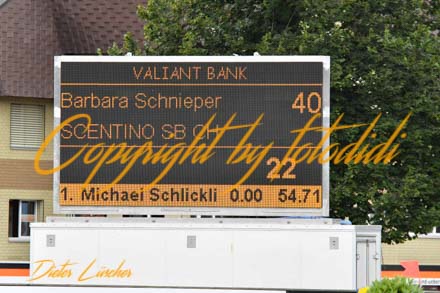 VALIANT BANK
Barbara Schnieper 40
SCENTINO SB CH
Copyright by fotodidi
22
1. Michael Schlickli 0.00 54.71
Dieter Lüscher